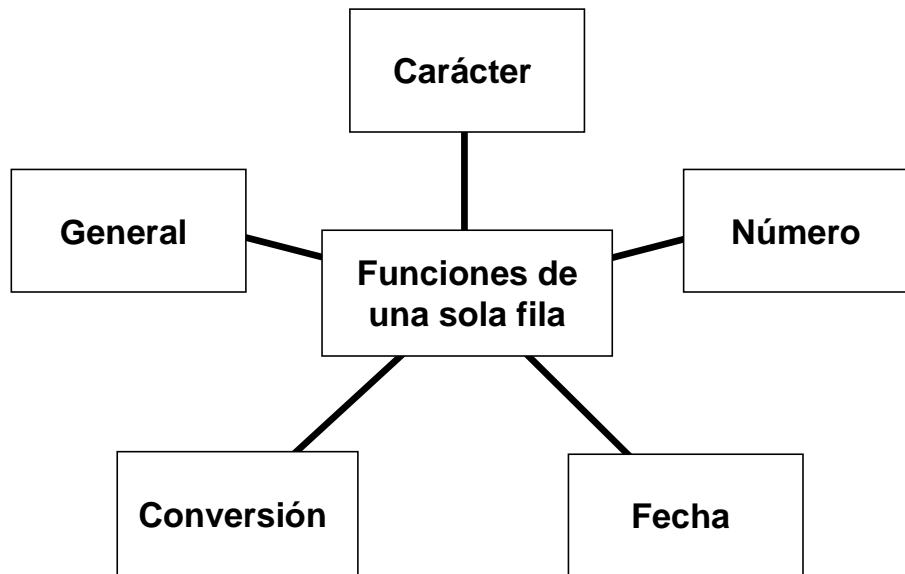 Carácter
General
Número
Funciones de
una sola fila
Conversión
Fecha